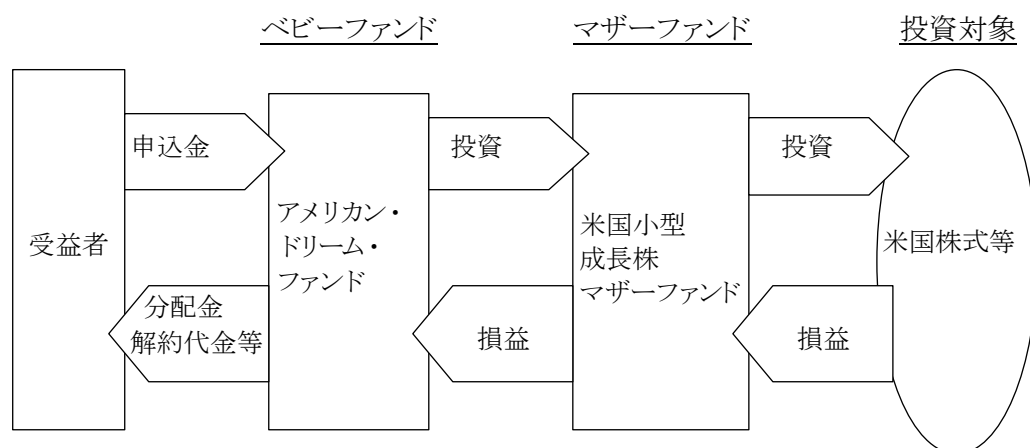 ベビーファンド
マザーファンド
投資対象
申込金
投資
投資
受益者
アメリカン・
ドリーム・
ファンド
米国小型
成長株
マザーファンド
米国株式等
分配金
解約代金等
損益
損益